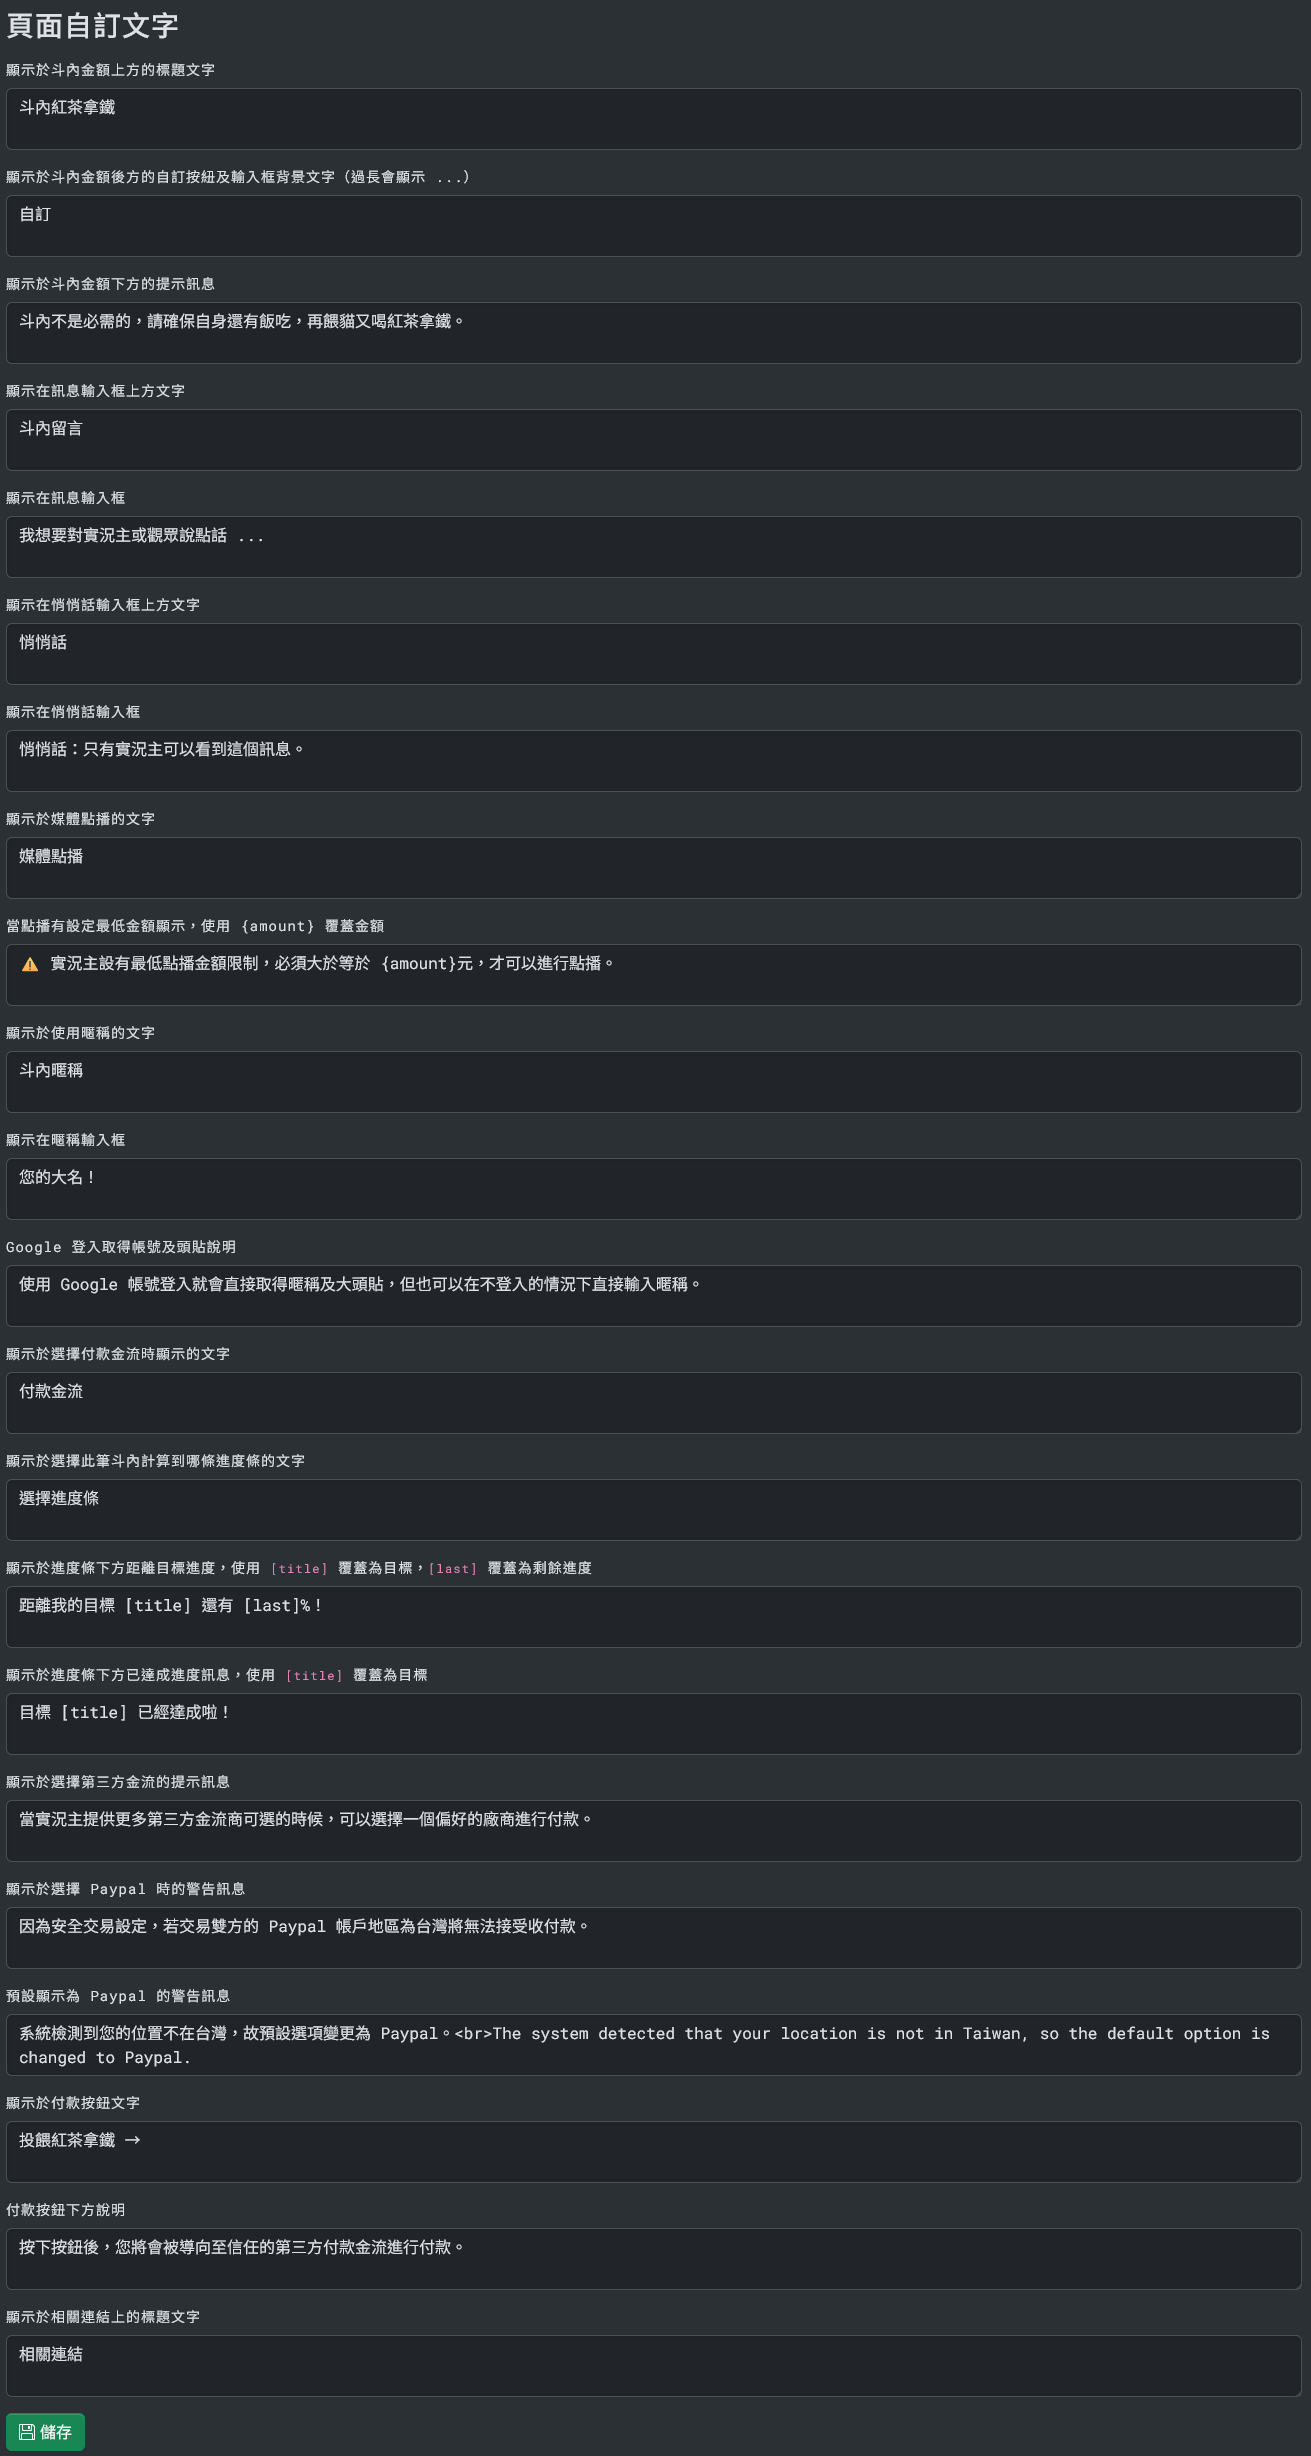 頁面自訂文字
顯示於斗內金額上方的標題文字
斗內紅茶拿鐵
顯示於斗內金額後方的自訂按鈕及輸入框背景文字（過長會顯示 ...）
自訂
顯示於斗內金額下方的提示訊息
斗內不是必需的，請確保自身還有飯吃，再餵貓又喝紅茶拿鐵。
顯示在訊息輸入框上方文字
斗內留言
顯示在訊息輸入框
我想要對實況主或觀眾說點話 ...
顯示在悄悄話輸入框上方文字
悄悄話
顯示在悄悄話輸入框
悄悄話：只有實況主可以看到這個訊息。
顯示於媒體點播的文字
媒體點播
當點播有設定最低金額顯示，使用 {amount} 覆蓋金額
⚠️ 實況主設有最低點播金額限制，必須大於等於 {amount}元，才可以進行點播。
顯示於使用暱稱的文字
斗內暱稱
顯示在暱稱輸入框
您的大名！
Google 登入取得帳號及頭貼說明
使用 Google 帳號登入就會直接取得暱稱及大頭貼，但也可以在不登入的情況下直接輸入暱稱。
顯示於選擇付款金流時顯示的文字
付款金流
顯示於選擇此筆斗內計算到哪條進度條的文字
選擇進度條
顯示於進度條下方距離目標進度，使用 [title] 覆蓋為目標，[last] 覆蓋為剩餘進度
距離我的目標 [title] 還有 [last]%！
顯示於進度條下方已達成進度訊息，使用 [title] 覆蓋為目標
目標 [title] 已經達成啦！
顯示於選擇第三方金流的提示訊息
當實況主提供更多第三方金流商可選的時候，可以選擇一個偏好的廠商進行付款。
顯示於選擇 Paypal 時的警告訊息
因為安全交易設定，若交易雙方的 Paypal 帳戶地區為台灣將無法接受收付款。
預設顯示為 Paypal 的警告訊息
系統檢測到您的位置不在台灣，故預設選項變更為 Paypal。<br>The system detected that your location is not in Taiwan, so the default option is
changed to Paypal.
顯示於付款按鈕文字
投餵紅茶拿鐵 →
付款按鈕下方說明
按下按鈕後，您將會被導向至信任的第三方付款金流進行付款。
顯示於相關連結上的標題文字
相關連結
儲存